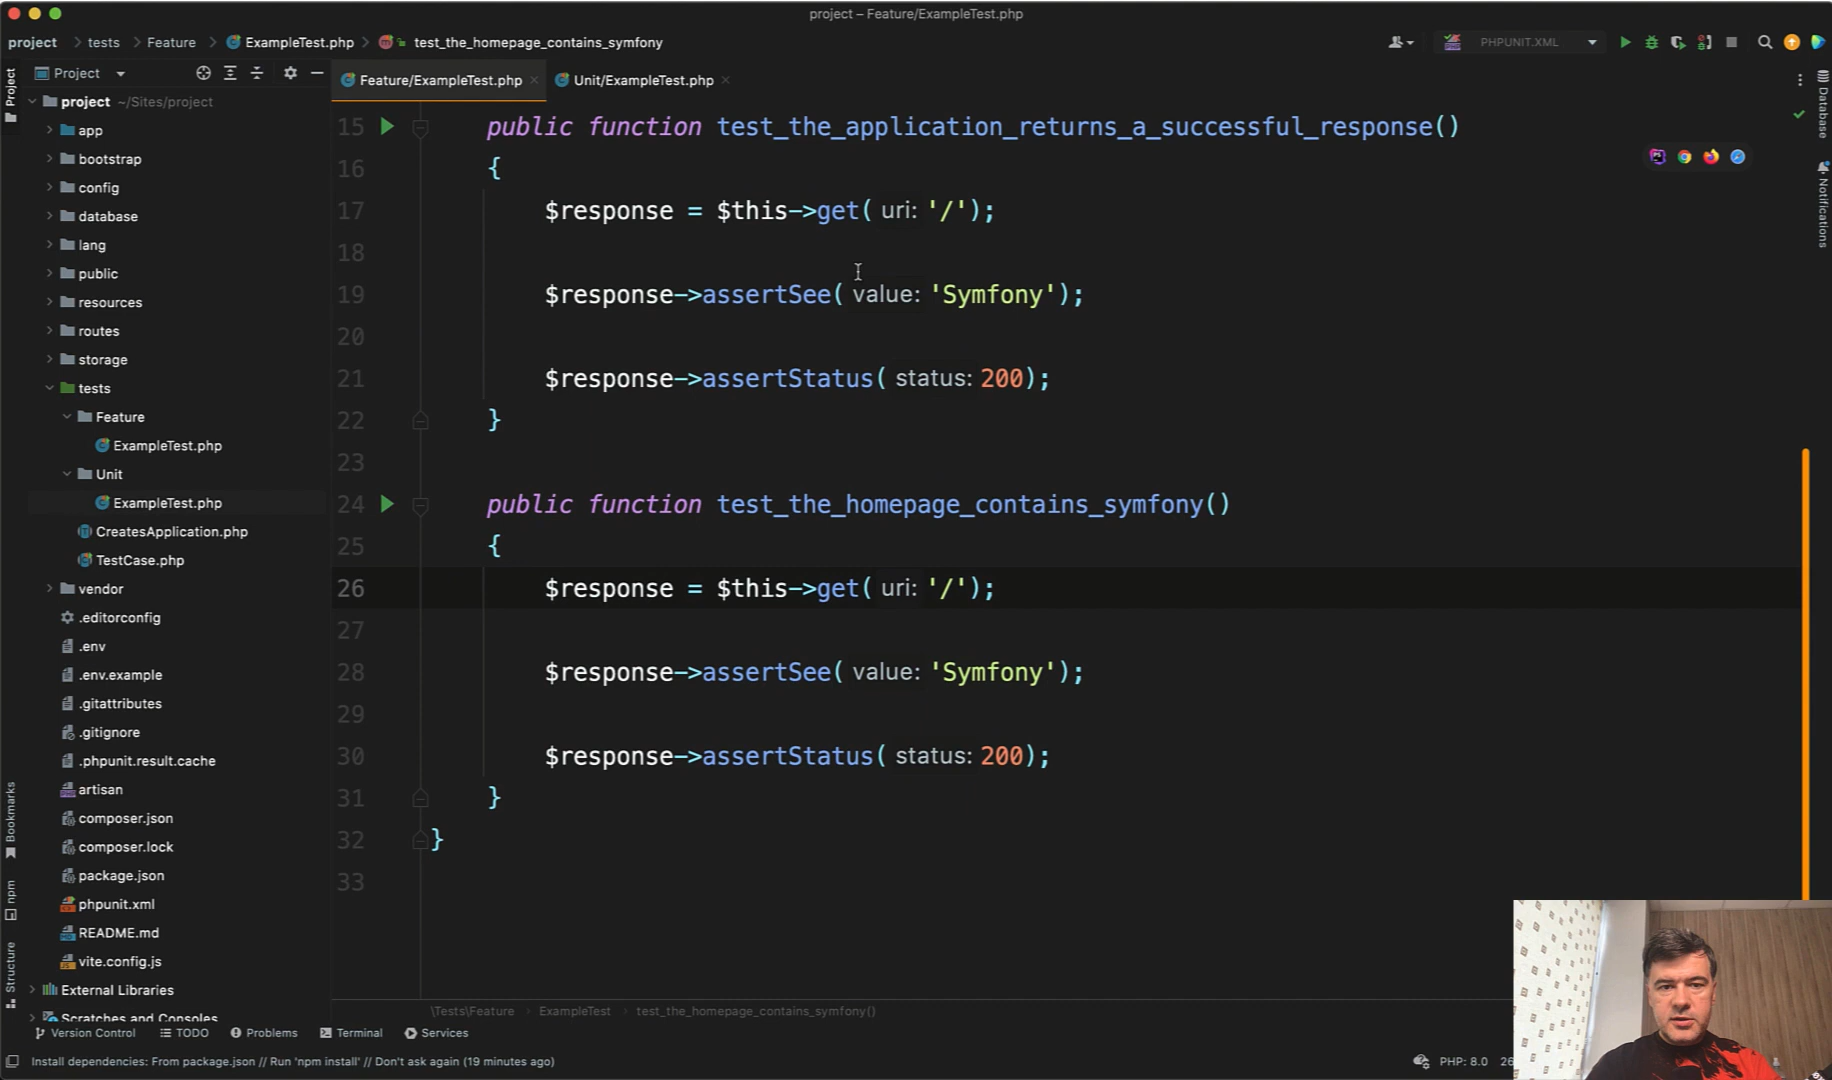 project – Feature/ExampleTest.php
project > tests > Feature > ExampleTest.php > test_the_homepage_contains_symfony
PHPUNIT.XML
Project
Feature/ExampleTest.php
Unit/ExampleTest.php
Project
project ~/Sites/project
app
bootstrap
config
database
lang
public
resources
routes
storage
tests
Feature
ExampleTest.php
Unit
ExampleTest.php
CreatesApplication.php
TestCase.php
vendor
.editorconfig
.env
.env.example
.gitattributes
.gitignore
.phpunit.result.cache
artisan
composer.json
composer.lock
package.json
phpunit.xml
README.md
vite.config.js
External Libraries
Scratches and Consoles
Bookmarks
npm
Structure
15 public function test_the_application_returns_a_successful_response()
16 {
17 $response = $this->get( uri: '/');
18
19 $response->assertSee( value: 'Symfony');
20
21 $response->assertStatus( status: 200);
22 }
23
24 public function test_the_homepage_contains_symfony()
25 {
26 $response = $this->get( uri: '/');
27
28 $response->assertSee( value: 'Symfony');
29
30 $response->assertStatus( status: 200);
31 }
32 }
33
Database
Notifications
\Tests\Feature > ExampleTest > test_the_homepage_contains_symfony()
Version Control
TODO
Problems
Terminal
Services
Install dependencies: From package.json // Run 'npm install' // Don't ask again (19 minutes ago)
PHP: 8.0